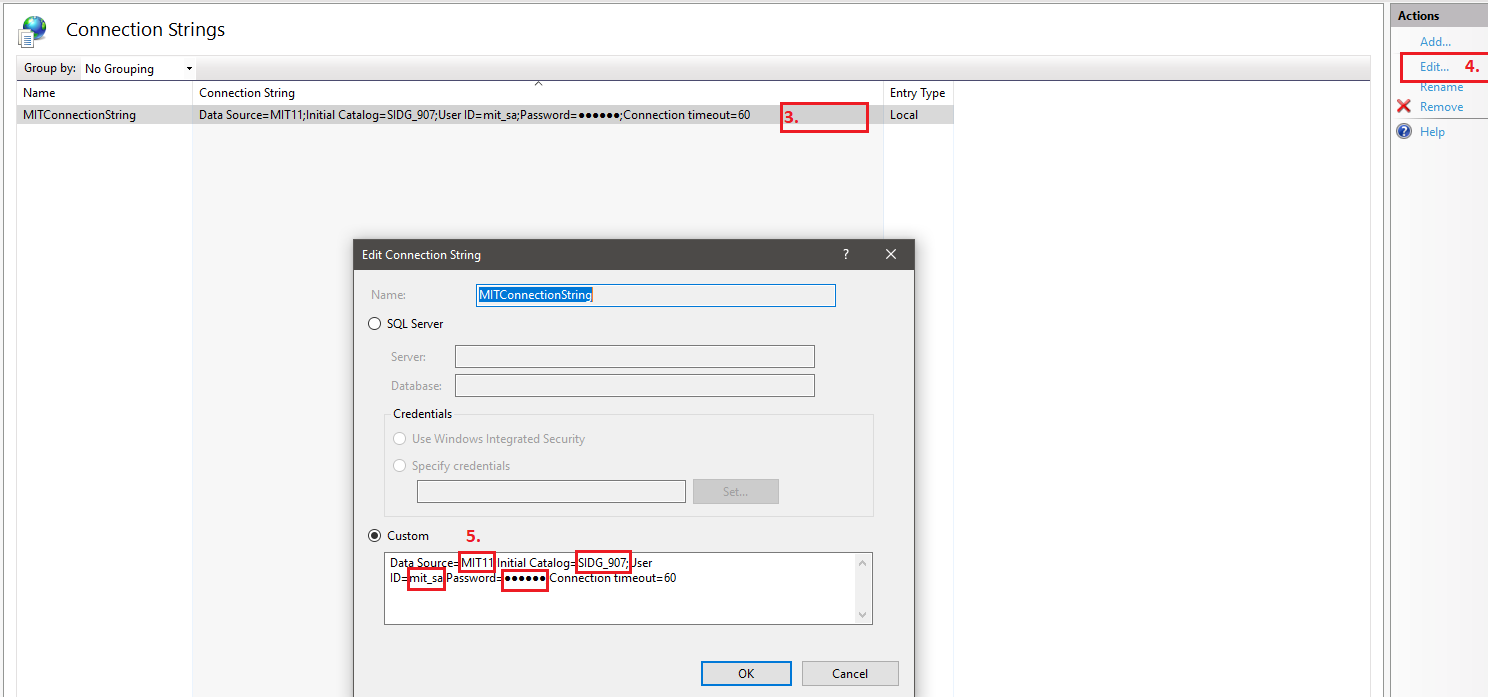 Connection Strings
Group by: No Grouping
Name Connection String Entry Type
MITConnectionString Data Source=MIT11;Initial Catalog=SIDG_907;User ID=mit_sa;Password=●●●●●●;Connection timeout=60 3. Local
Actions
Add...
Edit... 4.
Rename
Remove
Help
Edit Connection String ?
Name: MITConnectionString
SQL Server
Server:
Database:
Credentials
Use Windows Integrated Security
Specify credentials
Set...
Custom 5.
Data Source=MIT11 Initial Catalog=SIDG_907;User
ID=mit_sa Password=●●●●●● Connection timeout=60
OK Cancel